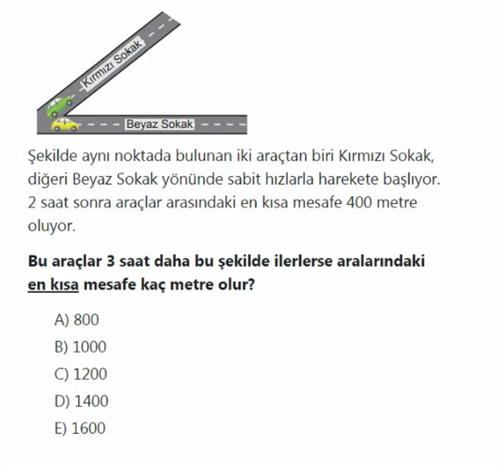 Kırmızı Sokak
Beyaz Sokak
Şekilde aynı noktada bulunan iki araçtan biri Kırmızı Sokak,
diğeri Beyaz Sokak yönünde sabit hızlarla harekete başlıyor.
2 saat sonra araçlar arasındaki en kısa mesafe 400 metre
oluyor.
Bu araçlar 3 saat daha bu şekilde ilerlerse aralarındaki
en kısa mesafe kaç metre olur?
A) 800
B) 1000
C) 1200
D) 1400
E) 1600